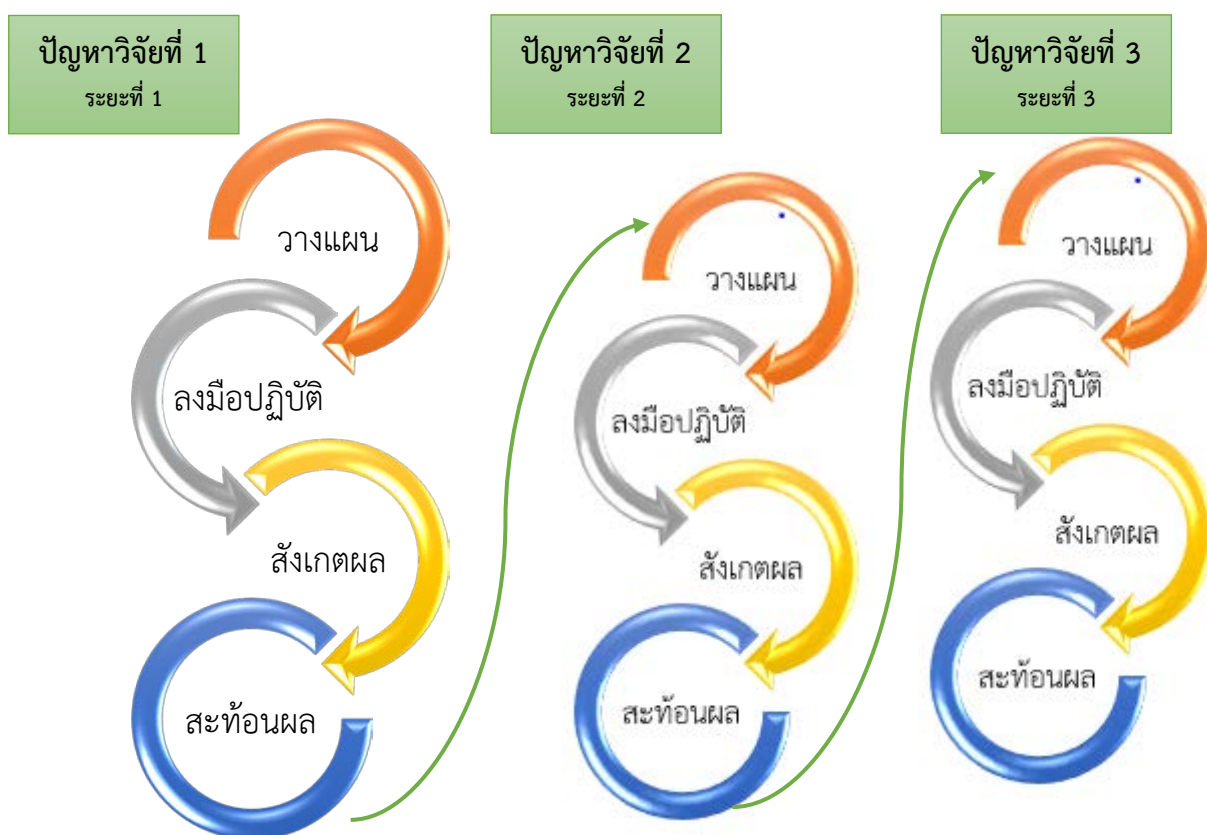 ปัญหาวิจัยที่ 1
ระยะที่ 1
วางแผน
ลงมือปฏิบัติ
สังเกตผล
สะท้อนผล
ปัญหาวิจัยที่ 2
ระยะที่ 2
วางแผน
ลงมือปฏิบัติ
สังเกตผล
สะท้อนผล
ปัญหาวิจัยที่ 3
ระยะที่ 3
วางแผน
ลงมือปฏิบัติ
สังเกตผล
สะท้อนผล